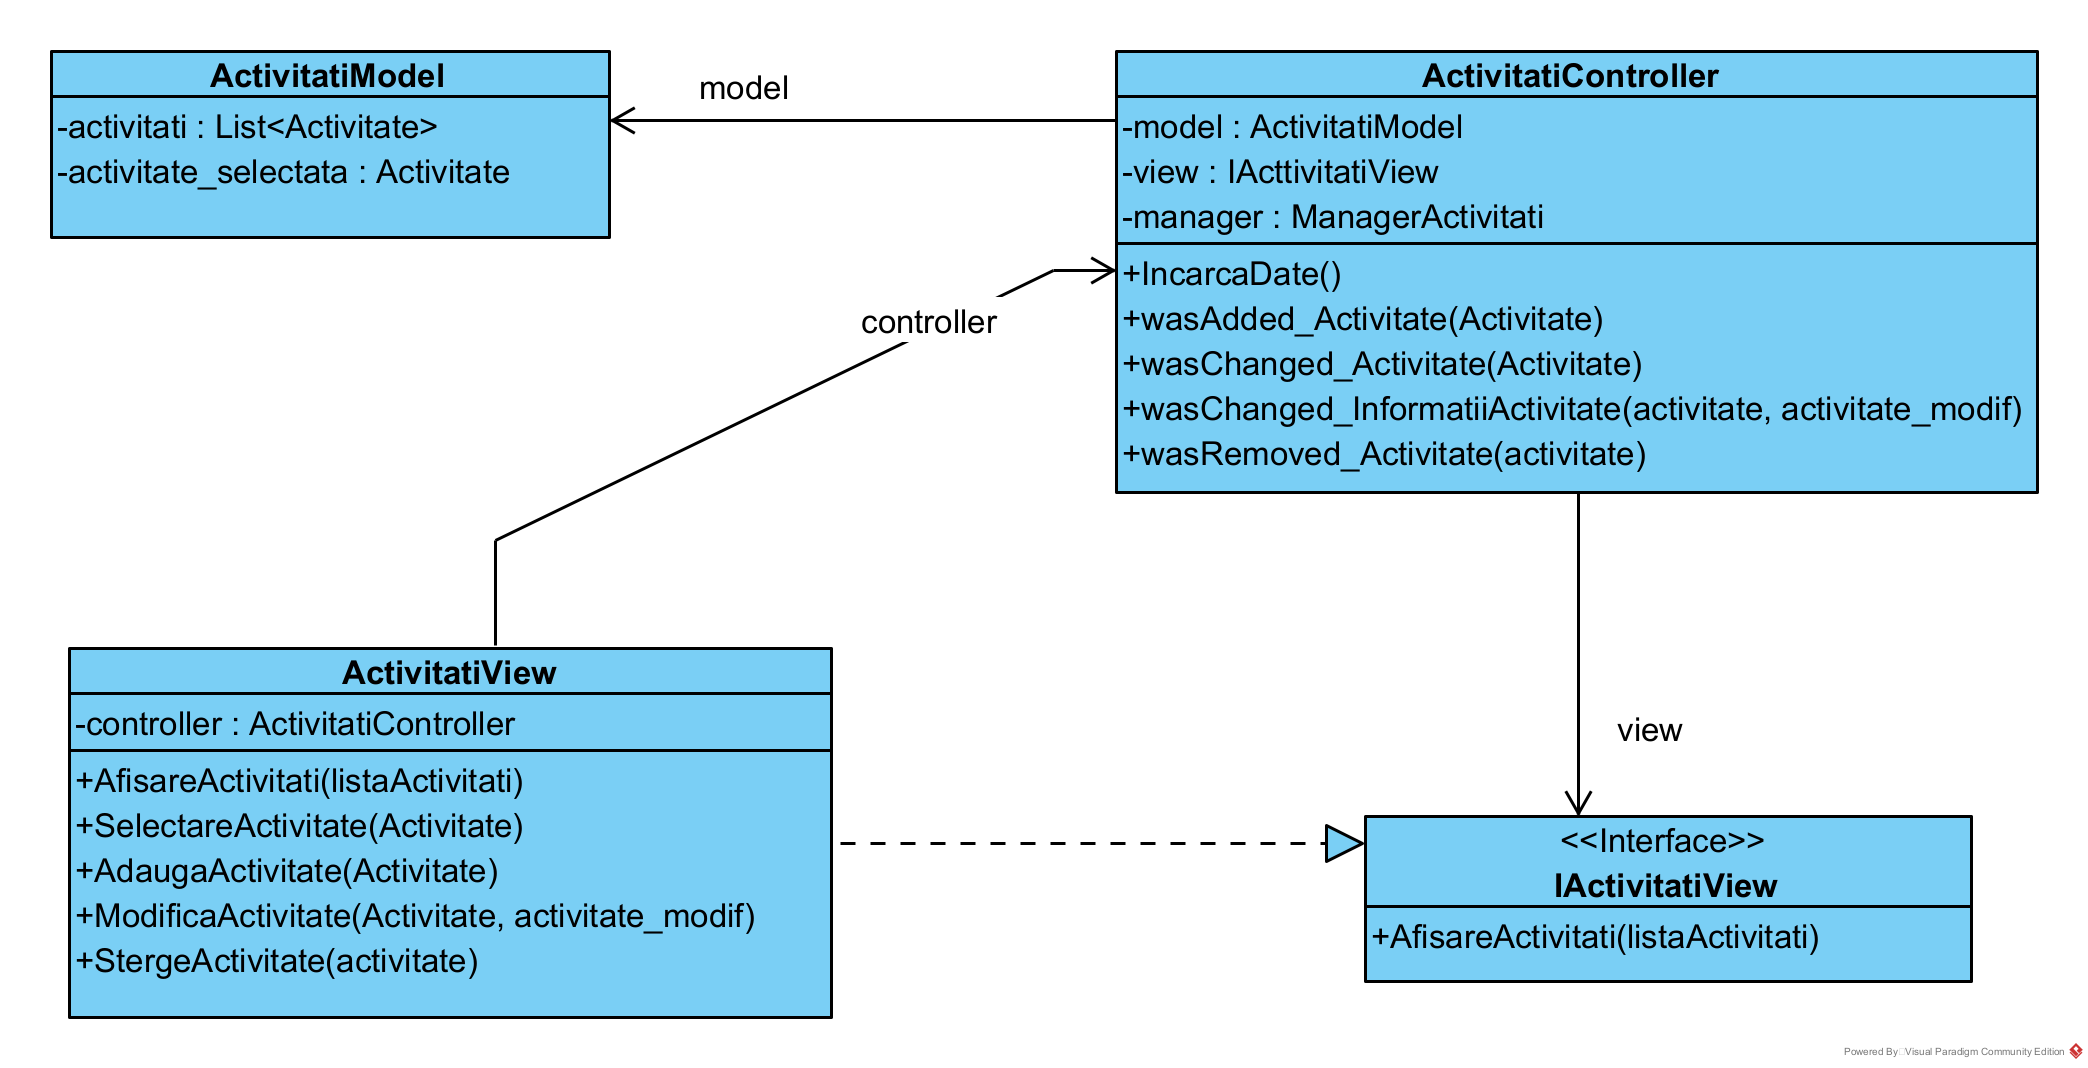 ActivitatiModel
-activitati : List<Activitate>
-activitate_selectata : Activitate
model
ActivitatiController
-model : ActivitatiModel
-view : IActtivitatiView
-manager : ManagerActivitati
+IncarcaDate()
+wasAdded_Activitate(Activitate)
+wasChanged_Activitate(Activitate)
+wasChanged_InformatiiActivitate(activitate, activitate_modif)
+wasRemoved_Activitate(activitate)
controller
ActivitatiView
-controller : ActivitatiController
+AfisareActivitati(listaActivitati)
+SelectareActivitate(Activitate)
+AdaugaActivitate(Activitate)
+ModificaActivitate(Activitate, activitate_modif)
+StergeActivitate(activitate)
view
<<Interface>>
IActivitatiView
+AfisareActivitati(listaActivitati)
Powered By Visual Paradigm Community Edition